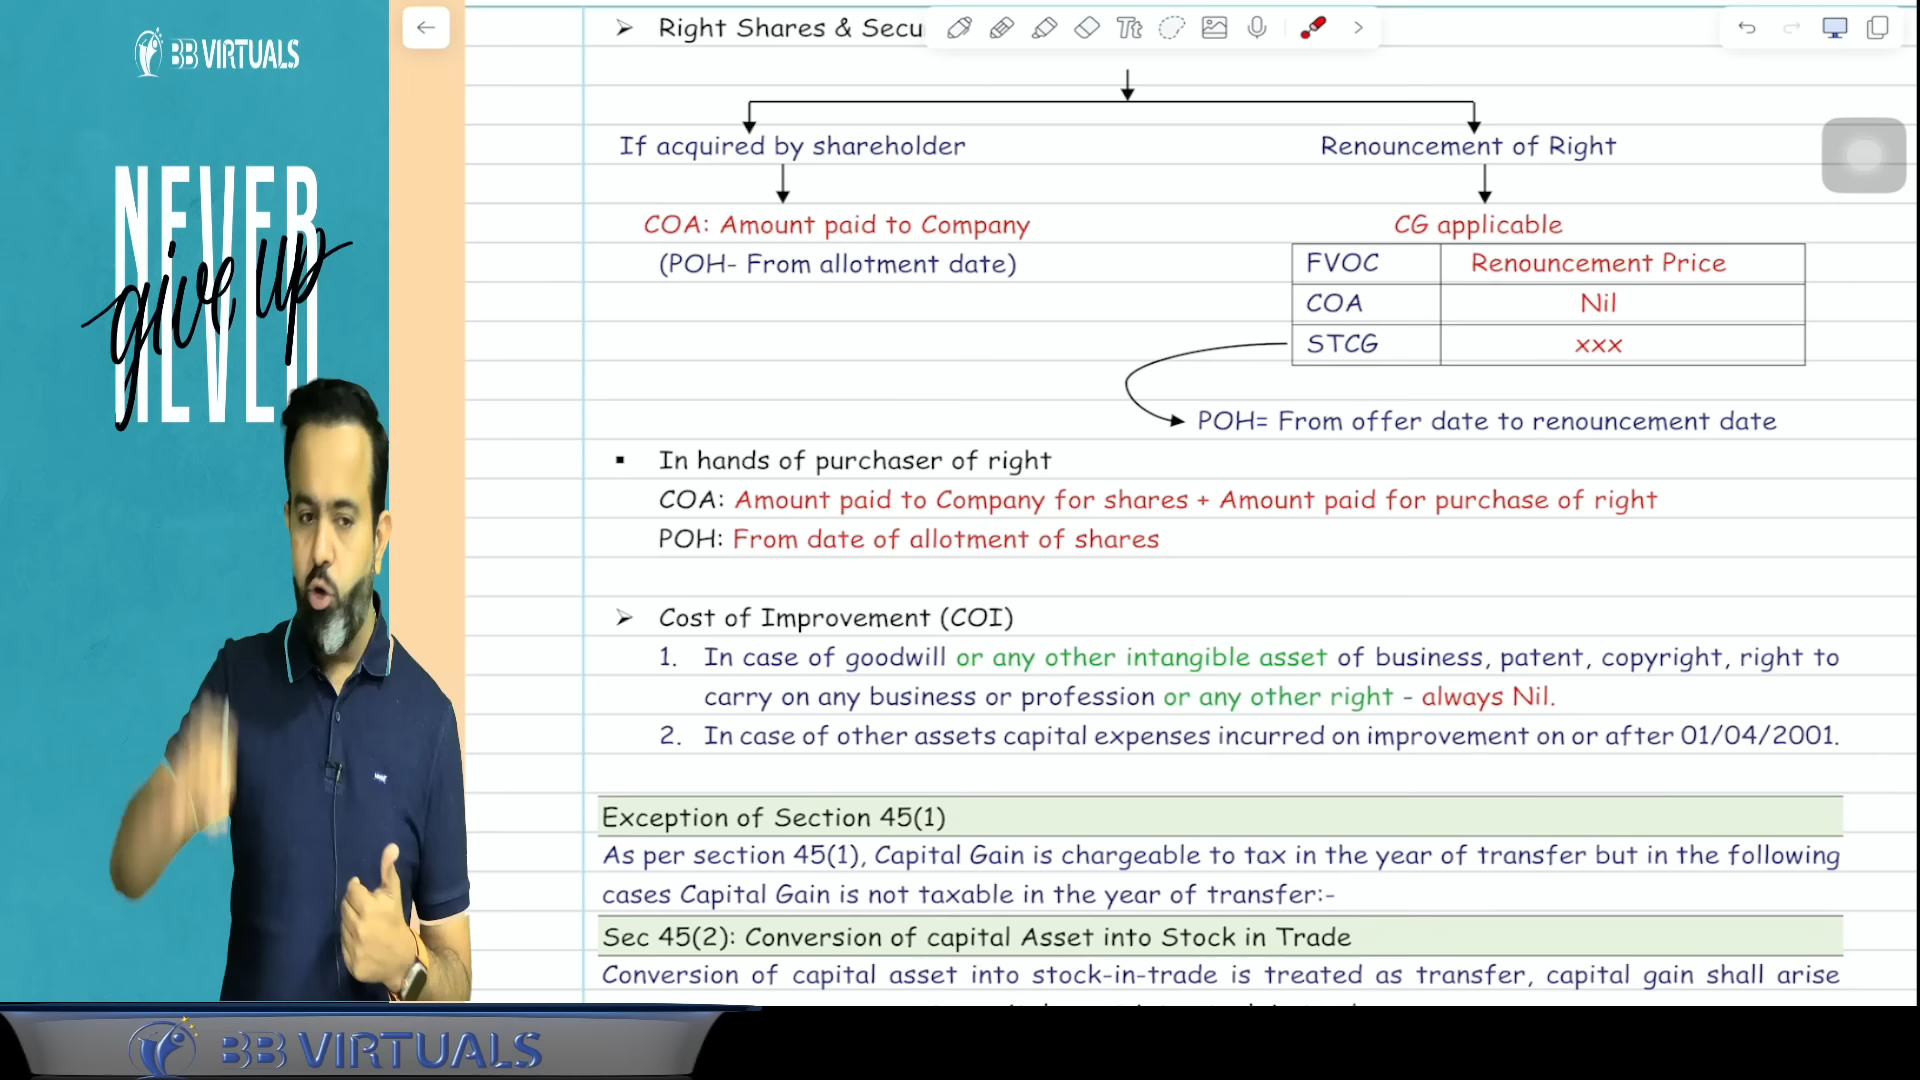 BB VIRTUALS
NEVER
give up
NEVER
➢ Right Shares & Secu
Tt
If acquired by shareholder
Renouncement of Right
COA: Amount paid to Company
CG applicable
(POH- From allotment date)
FVOC Renouncement Price
COA Nil
STCG xxx
POH= From offer date to renouncement date
▪ In hands of purchaser of right
COA: Amount paid to Company for shares + Amount paid for purchase of right
POH: From date of allotment of shares
➢ Cost of Improvement (COI)
1. In case of goodwill or any other intangible asset of business, patent, copyright, right to
carry on any business or profession or any other right - always Nil.
2. In case of other assets capital expenses incurred on improvement on or after 01/04/2001.
Exception of Section 45(1)
As per section 45(1), Capital Gain is chargeable to tax in the year of transfer but in the following
cases Capital Gain is not taxable in the year of transfer:-
Sec 45(2): Conversion of capital Asset into Stock in Trade
Conversion of capital asset into stock-in-trade is treated as transfer, capital gain shall arise
BB VIRTUALS